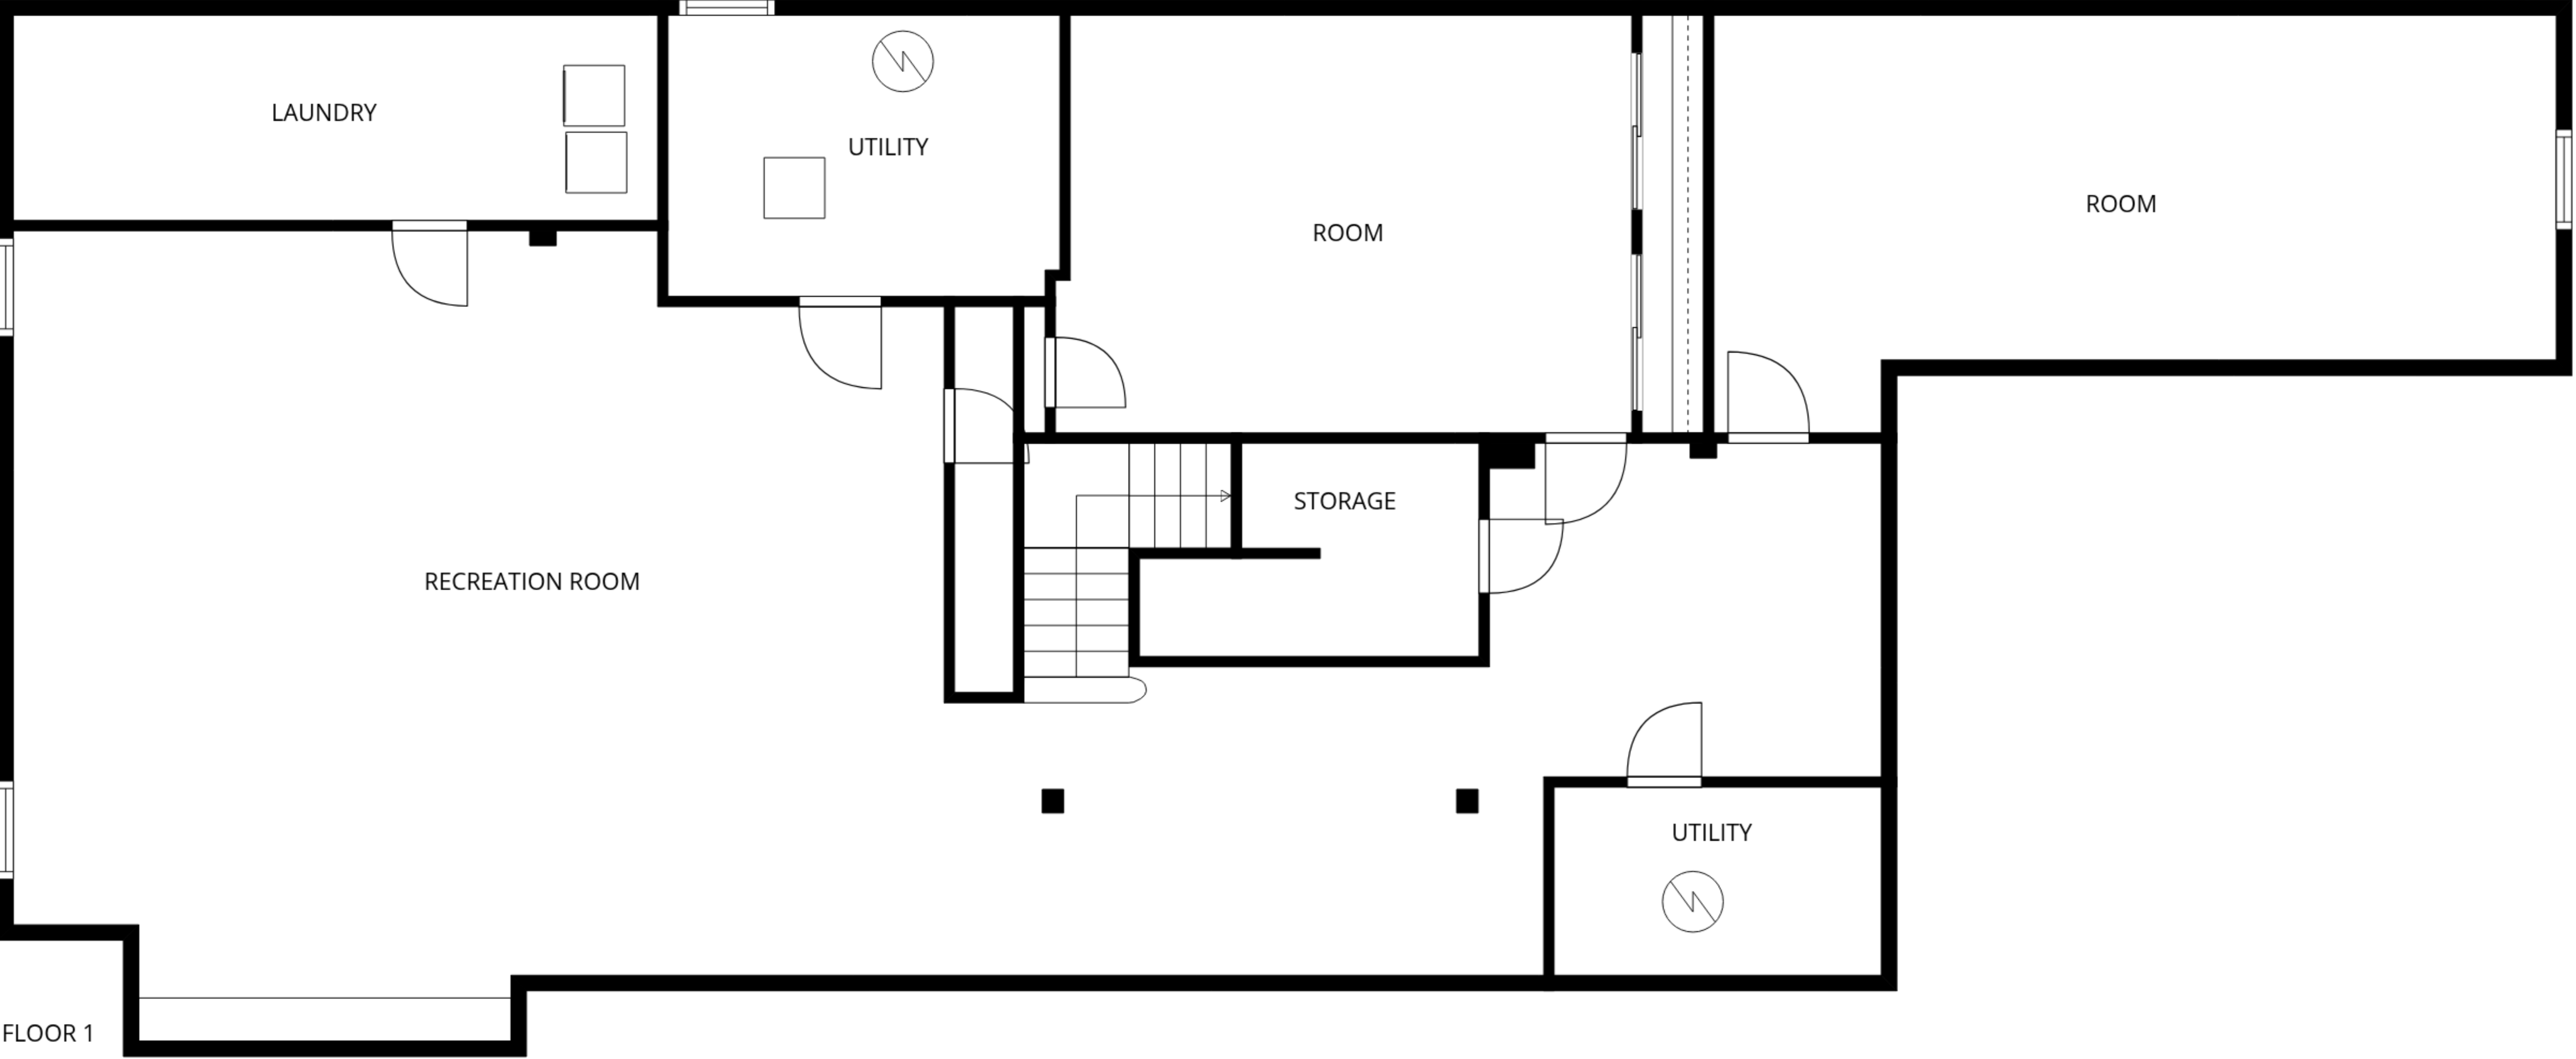 LAUNDRY
UTILITY
ROOM
ROOM
STORAGE
RECREATION ROOM
UTILITY
FLOOR 1